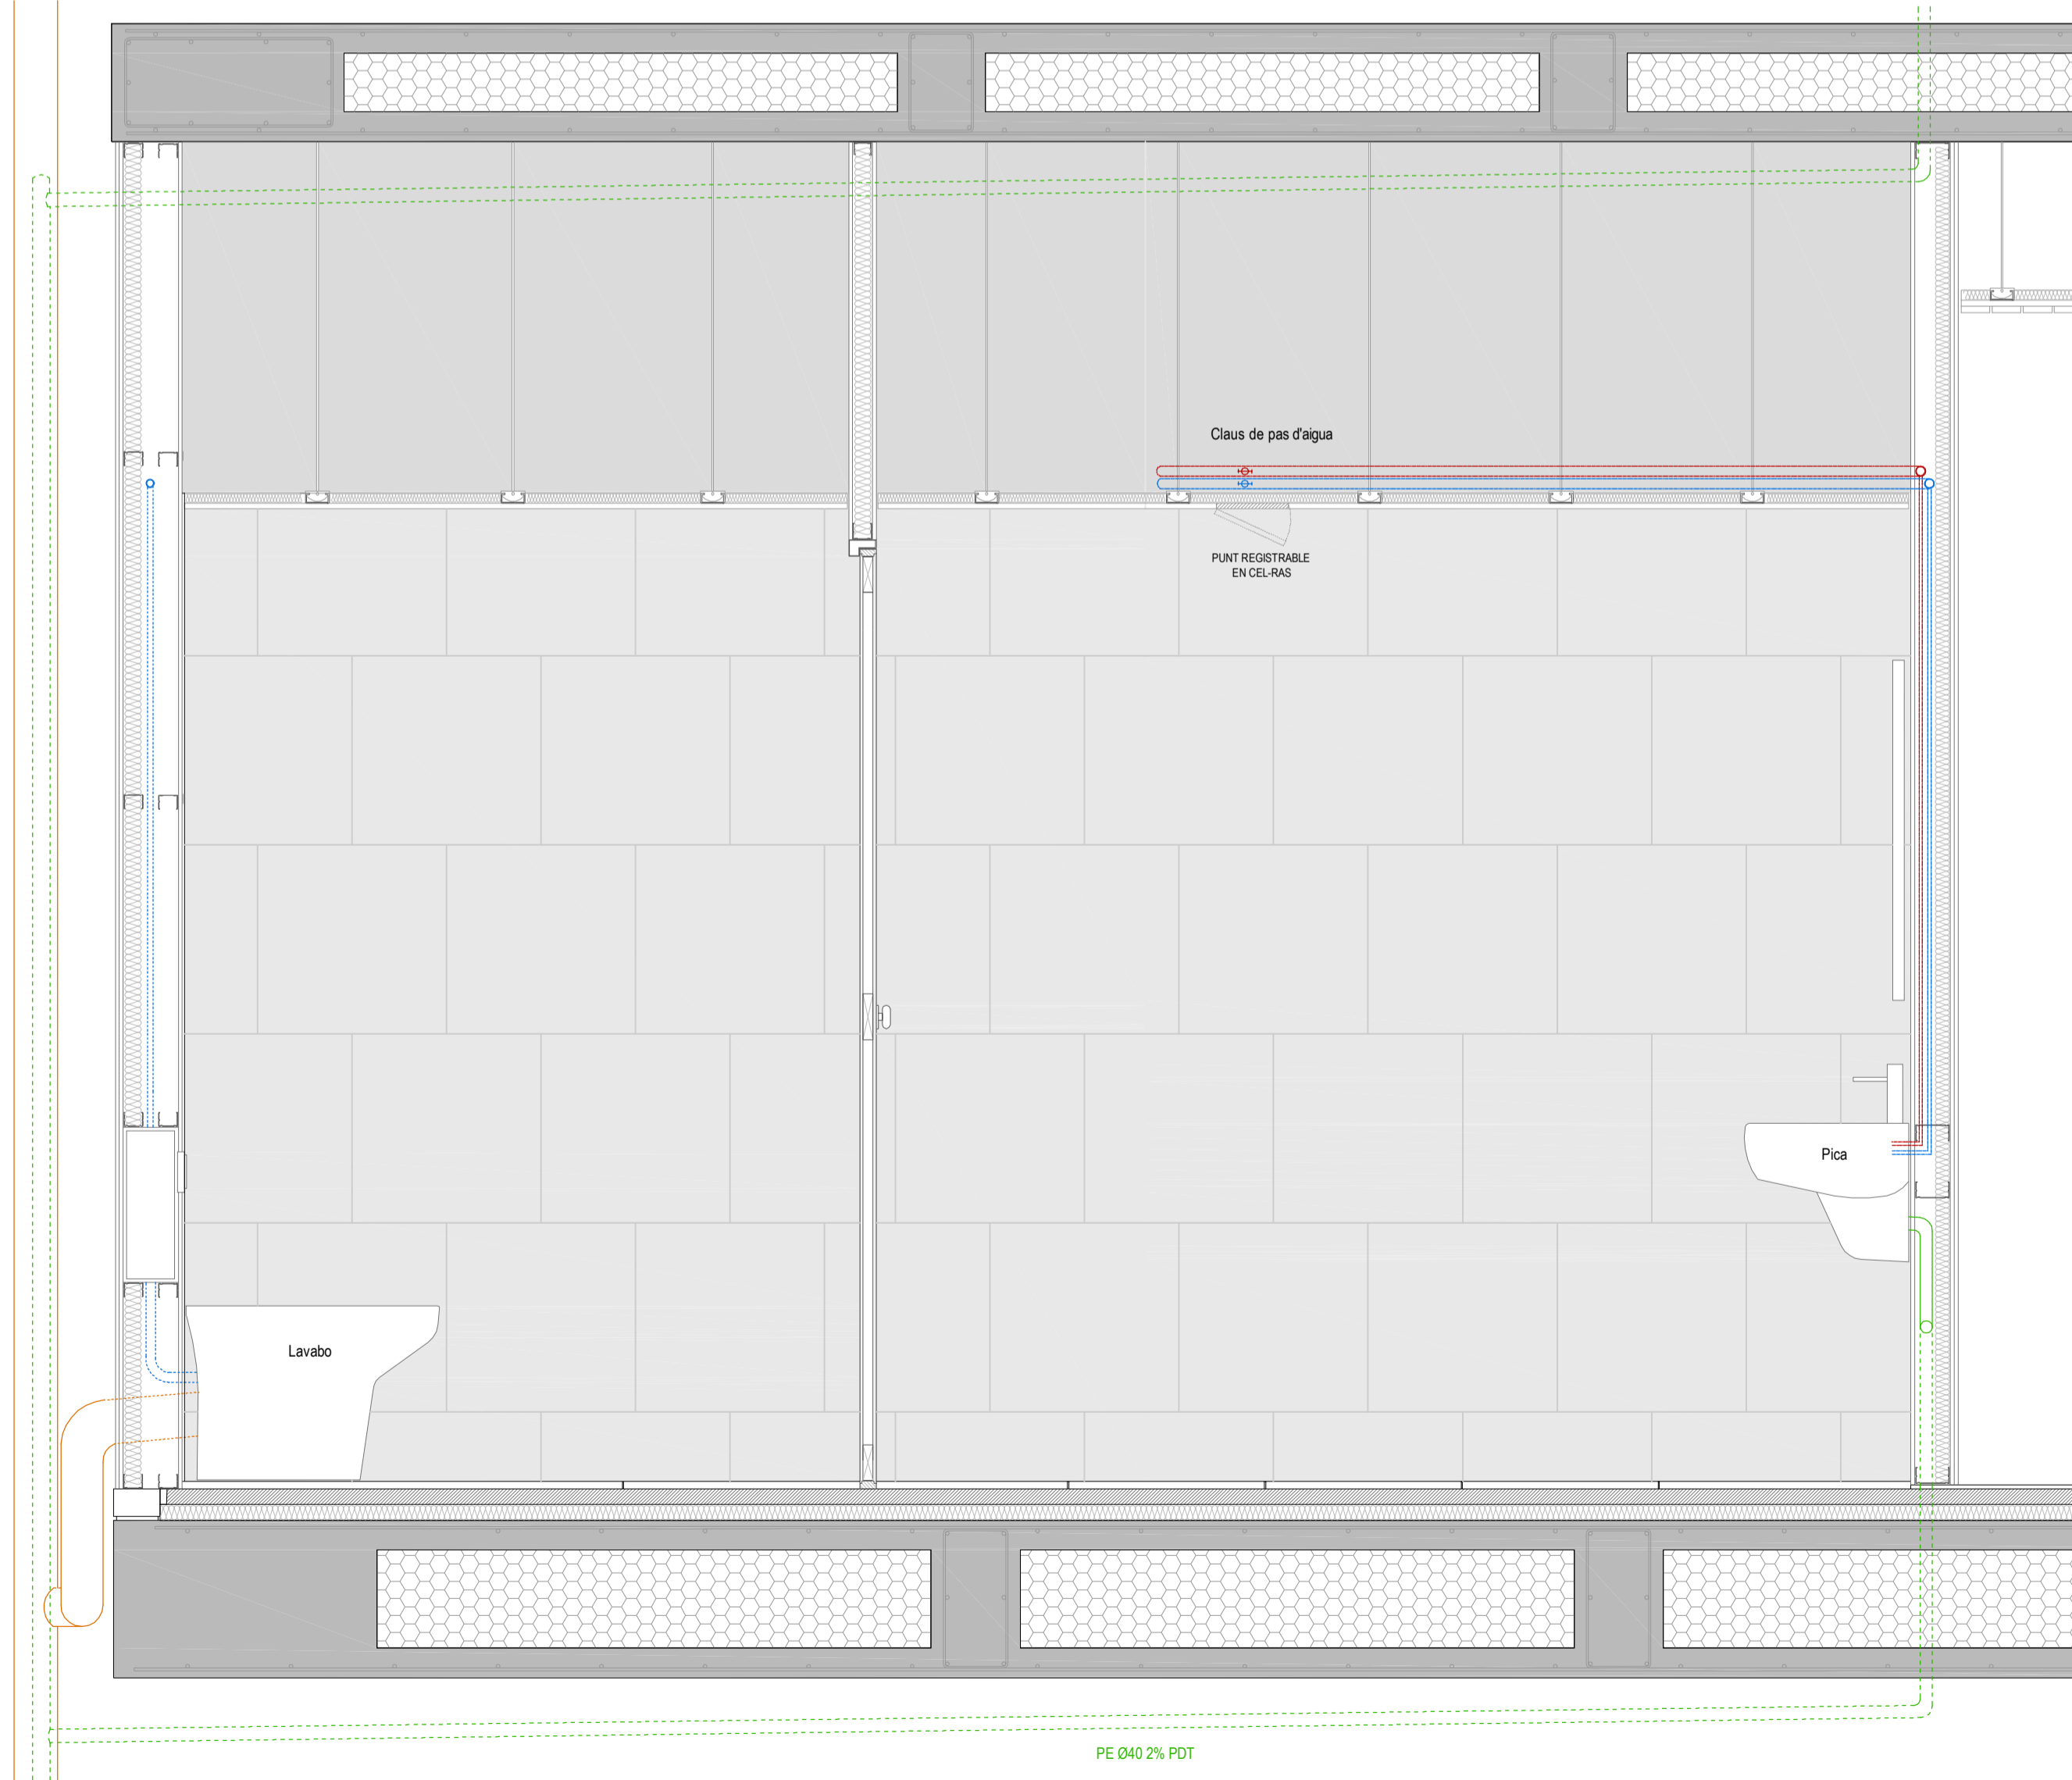 Claus de pas d'aigua
PUNT REGISTRABLE
EN CEL-RAS
Pica
Lavabo
PE Ø40 2% PDT